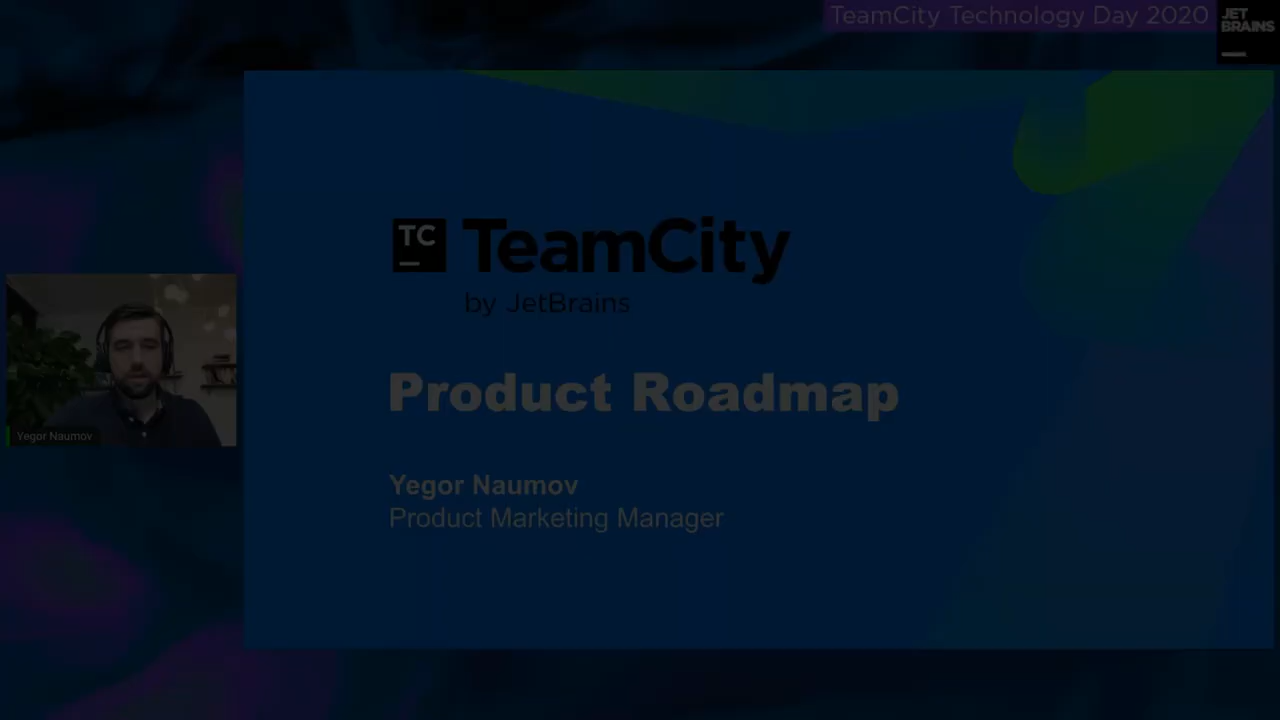 TeamCity Technology Day 2020
JET
BRAINS
TC
TeamCity
by JetBrains
Product Roadmap
Yegor Naumov
Product Marketing Manager
Yegor Naumov